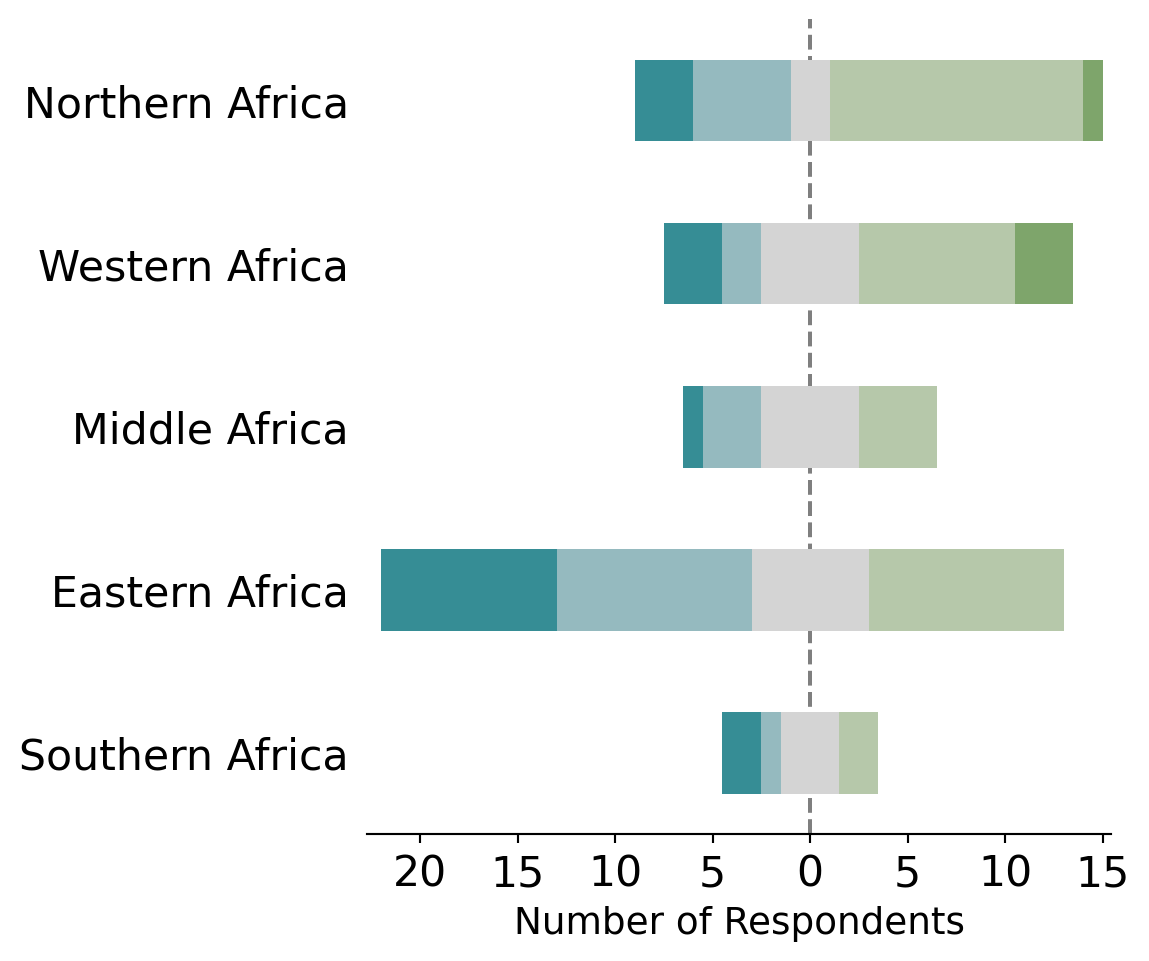 Northern Africa
Western Africa
Middle Africa
Eastern Africa
Southern Africa
20 15 10 5 0 5 10 15
Number of Respondents